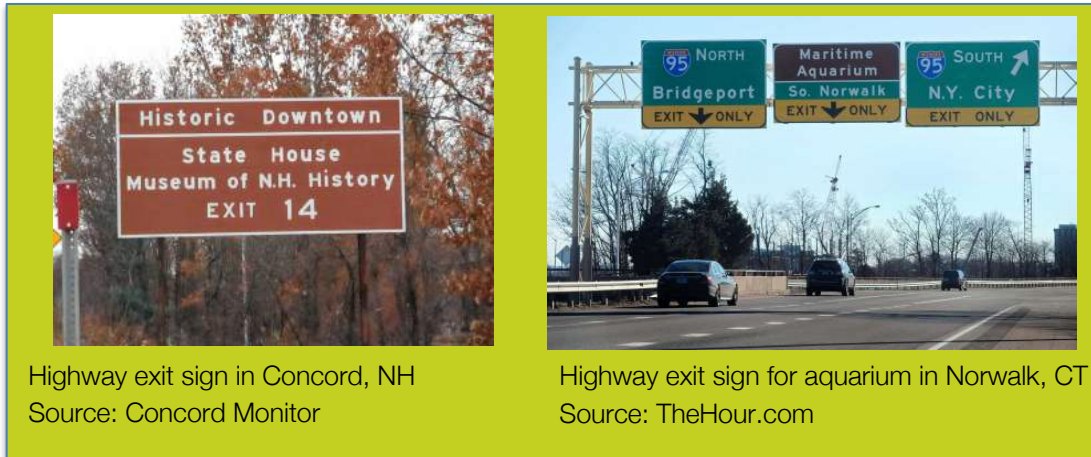 Historic Downtown
State House
Museum of N.H. History
EXIT 14
95 NORTH
Bridgeport
EXIT ONLY
Maritime
Aquarium
So. Norwalk
EXIT ONLY
95 SOUTH
N.Y. City
EXIT ONLY
Highway exit sign in Concord, NH
Source: Concord Monitor
Highway exit sign for aquarium in Norwalk, CT
Source: TheHour.com